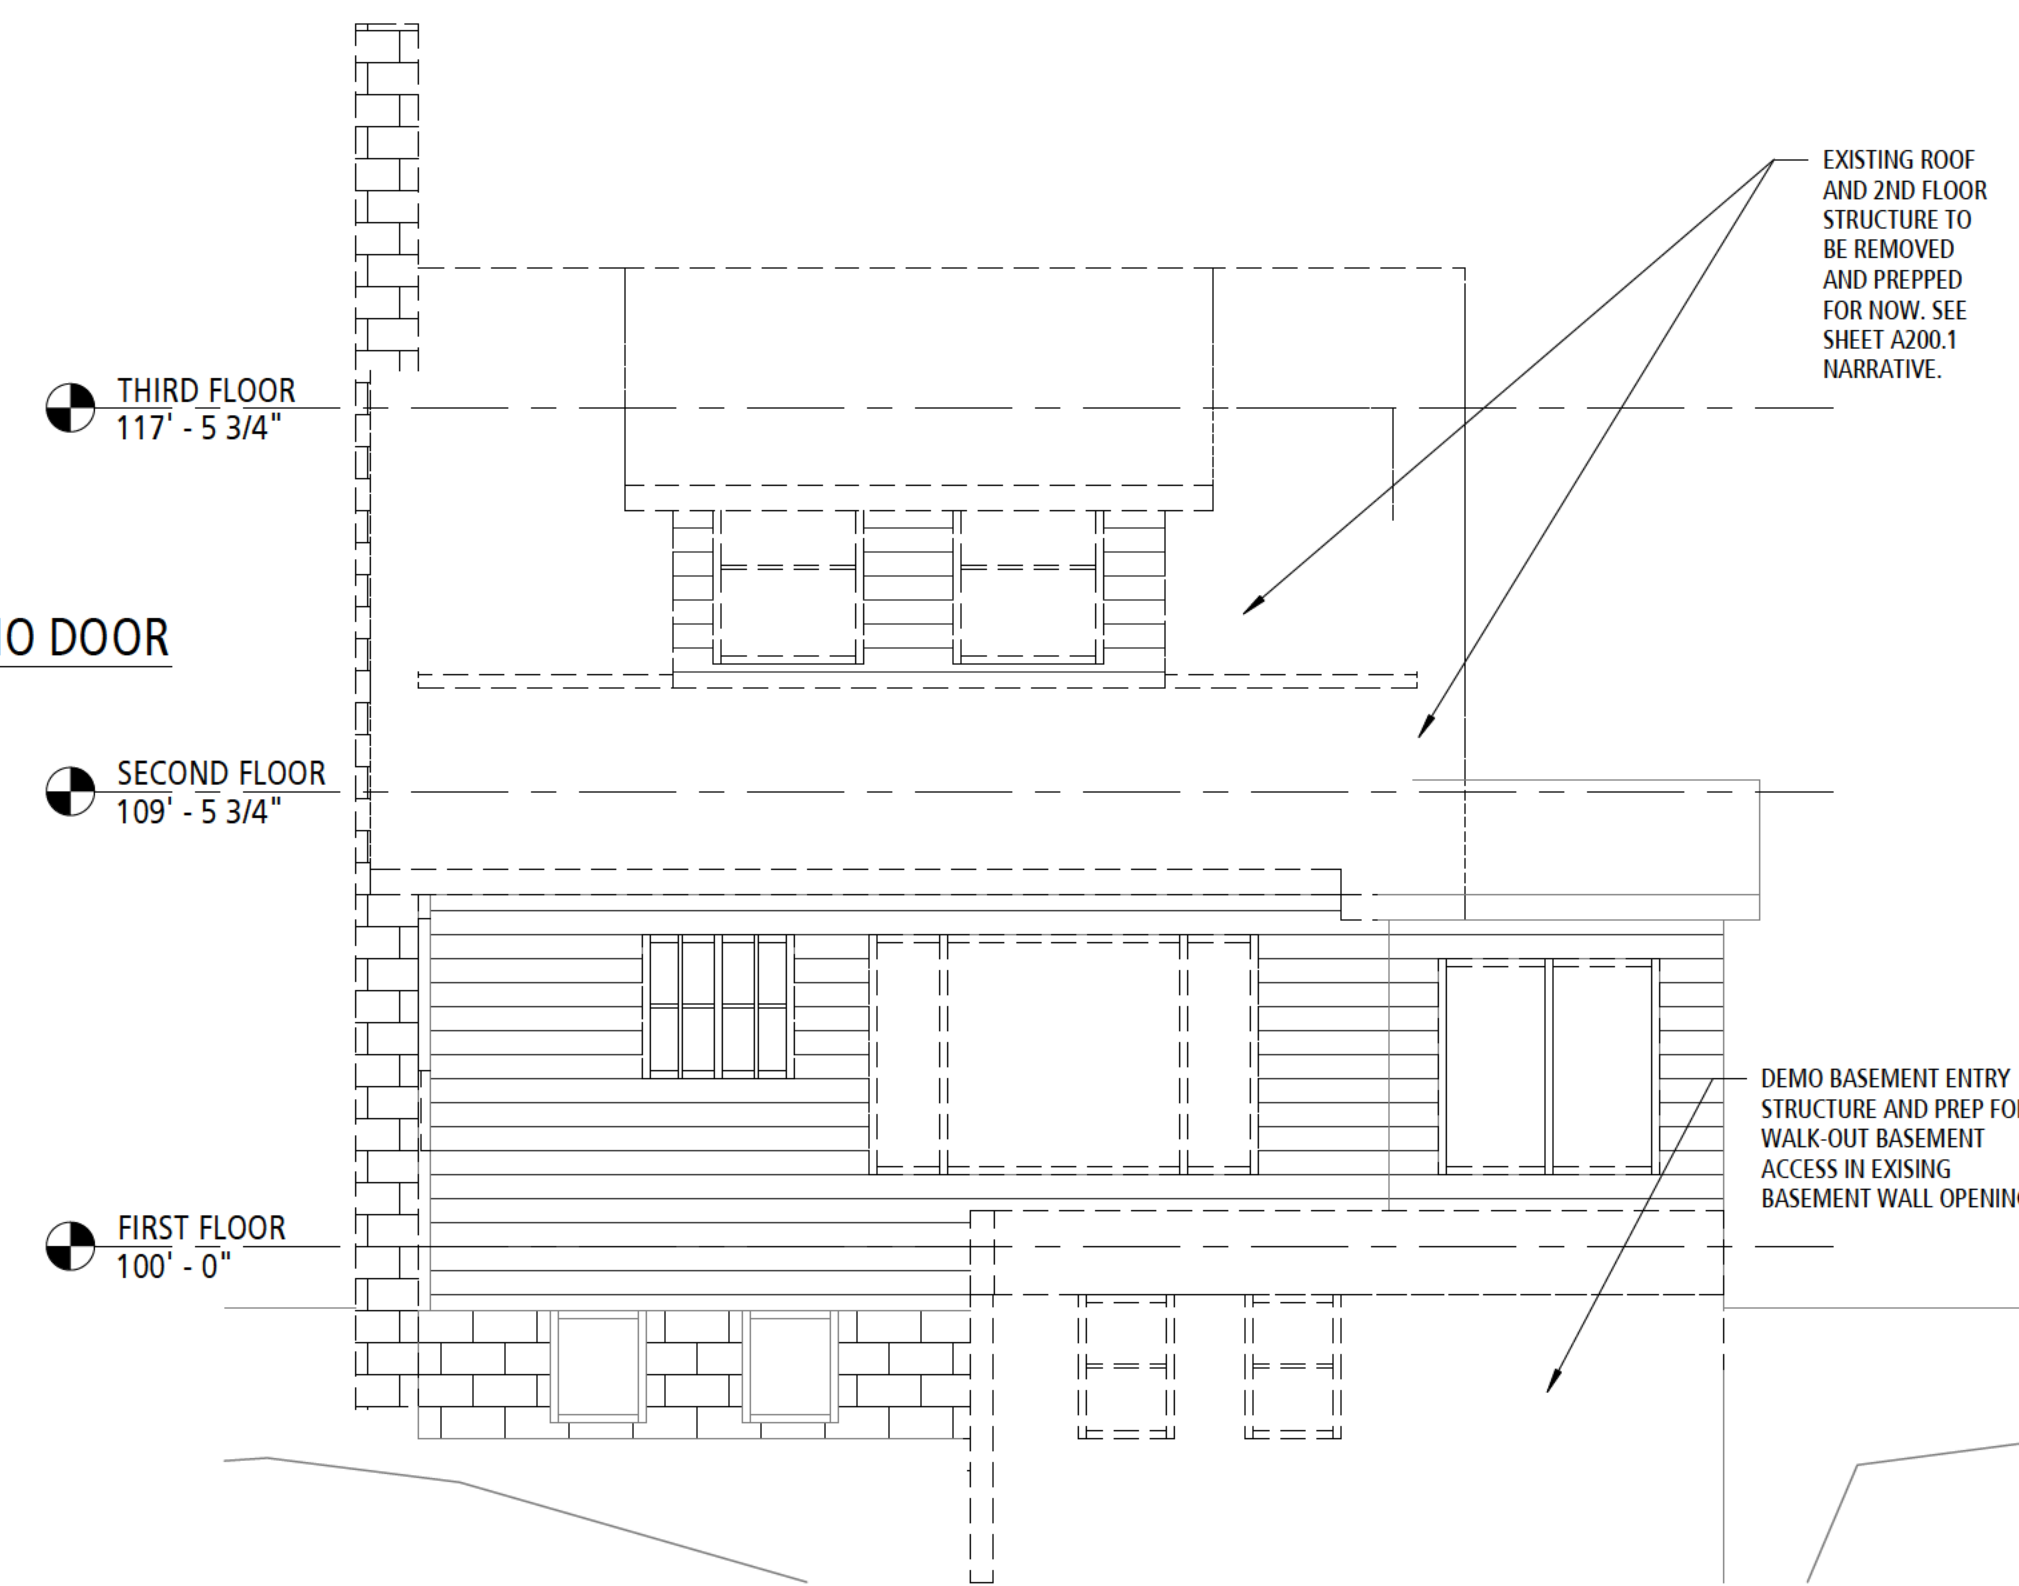 EXISTING ROOF
AND 2ND FLOOR
STRUCTURE TO
BE REMOVED
AND PREPPED
FOR NOW. SEE
SHEET A200.1
NARRATIVE.
THIRD FLOOR
117' - 5 3/4"
DOOR
SECOND FLOOR
109' - 5 3/4"
DEMO BASEMENT ENTRY
STRUCTURE AND PREP
WALK-OUT BASEMENT
ACCESS IN EXISING
BASEMENT WALL
FIRST FLOOR
100' - 0"